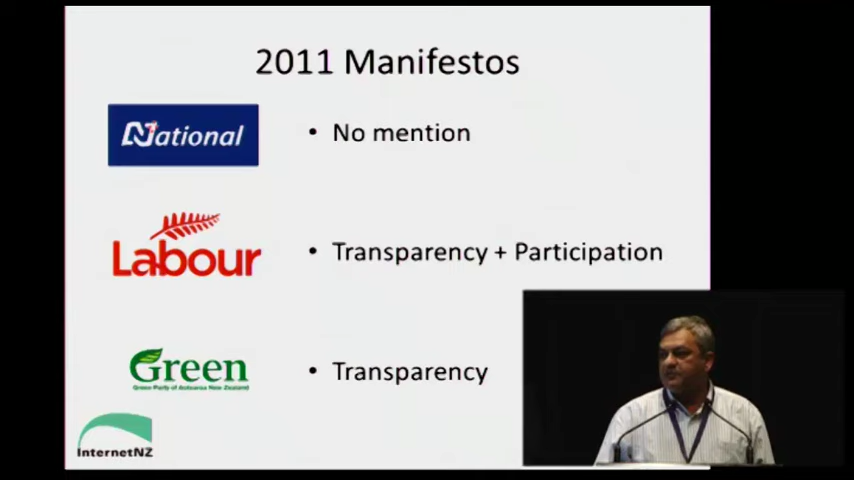 2011 Manifestos
National
• No mention
Labour
• Transparency + Participation
Green
Green Party of Aotearoa New Zealand
• Transparency
InternetNZ